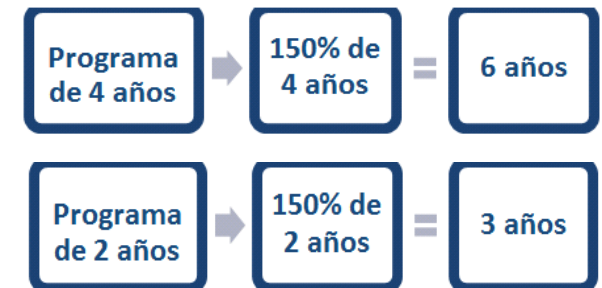 Programa
de 4 años
150% de
4 años
=
6 años
Programa
de 2 años
150% de
2 años
=
3 años